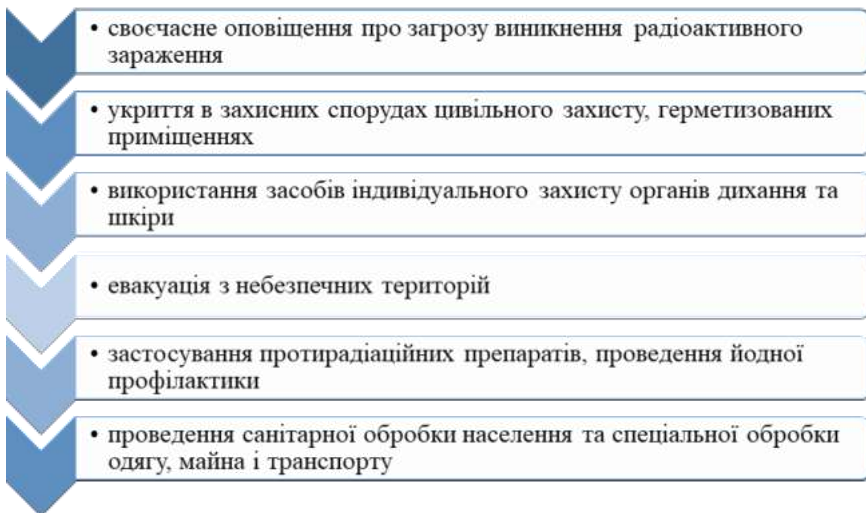 • своєчасне оповіщення про загрозу виникнення радіоактивного
зараження
• укриття в захисних спорудах цивільного захисту, герметизованих
приміщеннях
• використання засобів індивідуального захисту органів дихання та
шкіри
• евакуація з небезпечних територій
• застосування протирадіаційних препаратів, проведення йодної
профілактики
• проведення санітарної обробки населення та спеціальної обробки
одягу, майна і транспорту